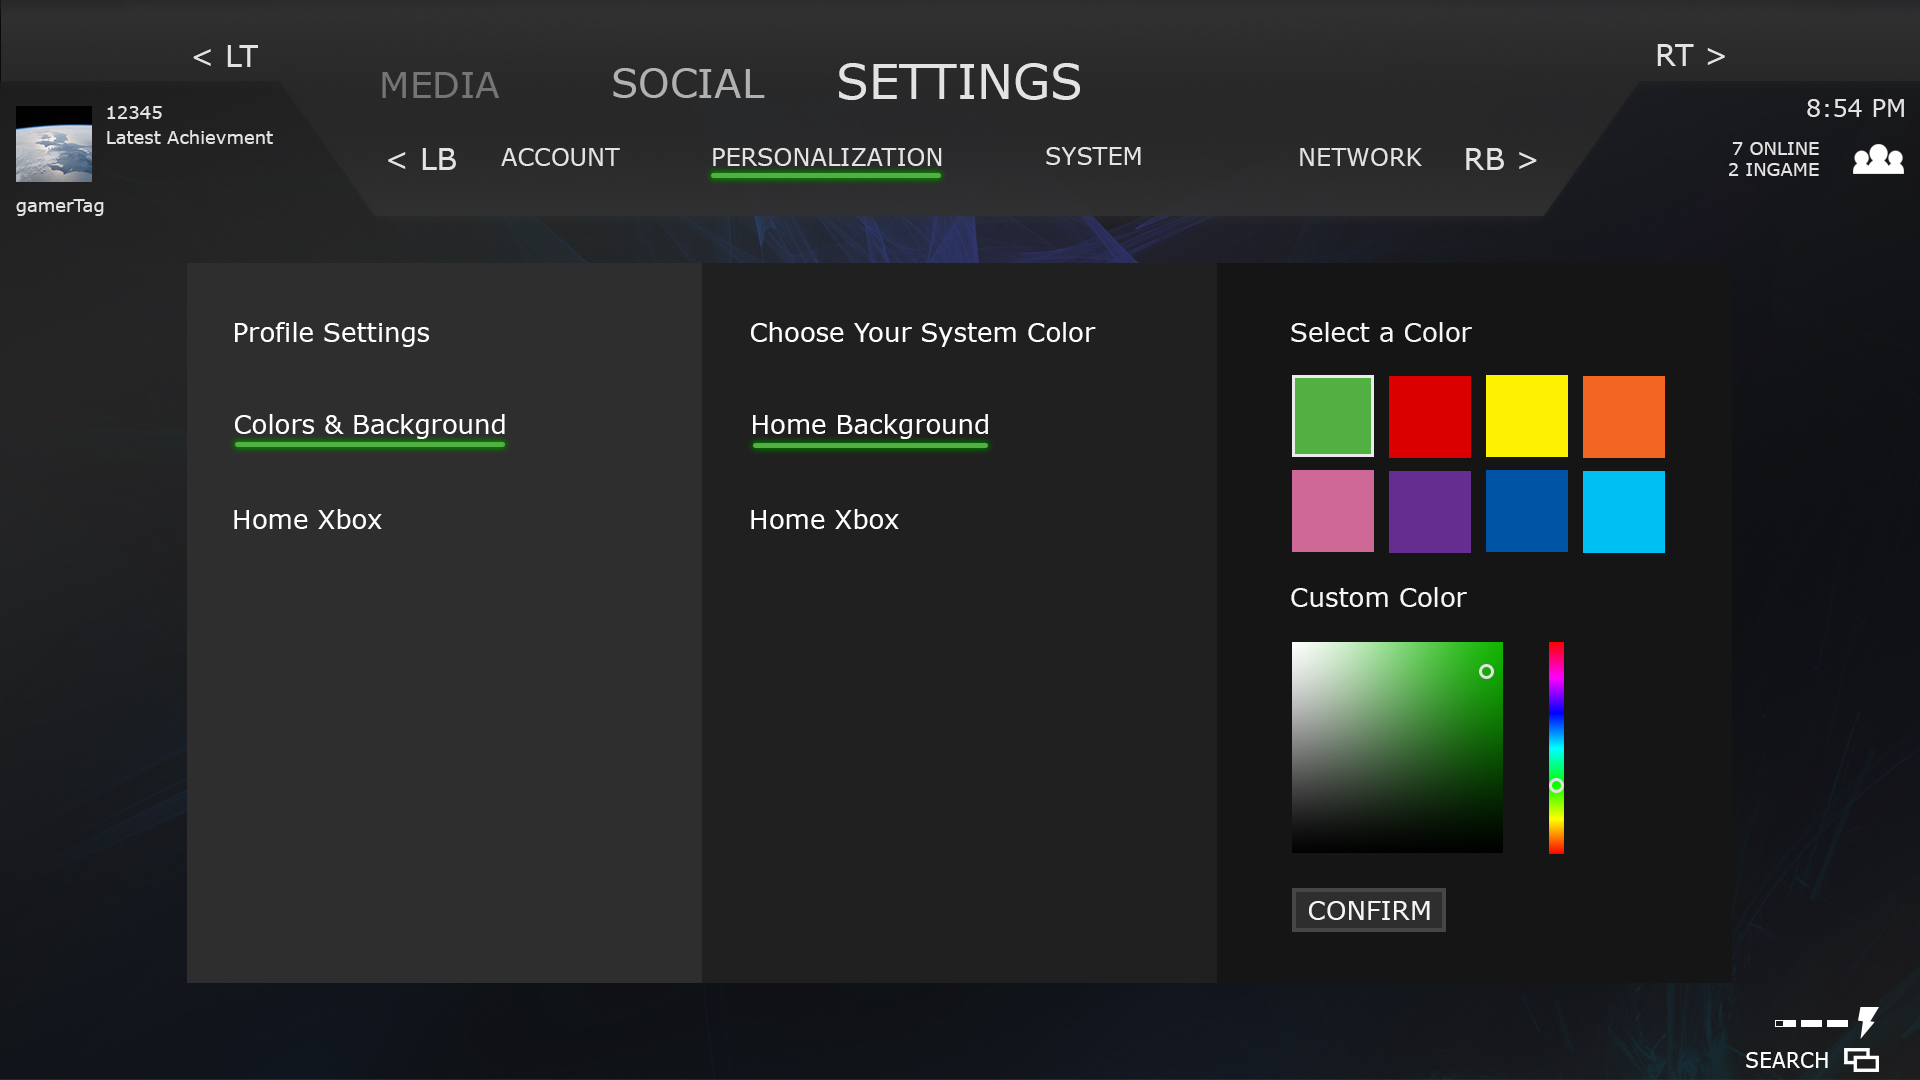 < LT
RT >
MEDIA
SOCIAL
SETTINGS
12345
Latest Achievment
gamerTag
8:54 PM
7 ONLINE
2 INGAME
< LB
ACCOUNT
PERSONALIZATION
SYSTEM
NETWORK
RB >
Profile Settings
Colors & Background
Home Xbox
Choose Your System Color
Home Background
Home Xbox
Select a Color
Custom Color
CONFIRM
SEARCH